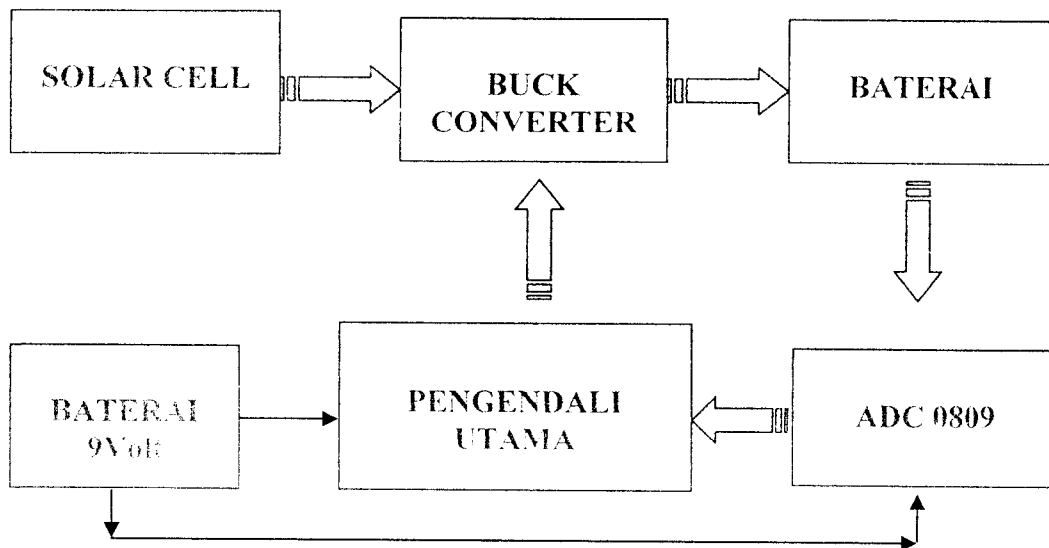 SOLAR CELL
BUCK
CONVERTER
BATERAI
BATERAI
9Volt
PENGENDALI
UTAMA
ADC 0809